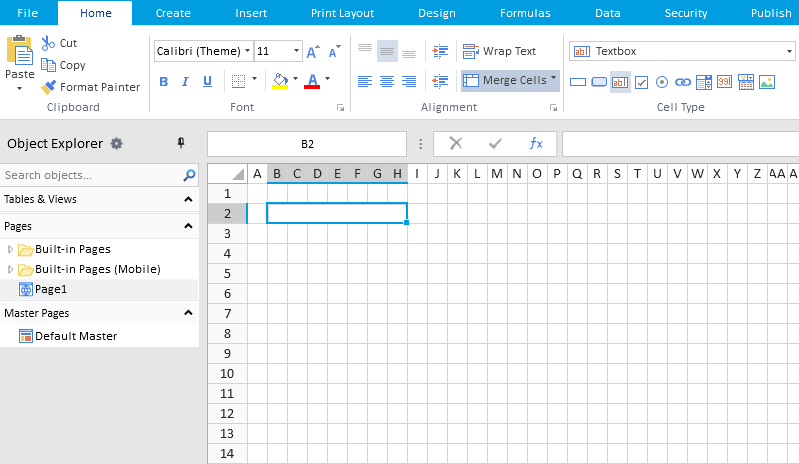 File Home Create Insert Print Layout Design Formulas Data Security Publish
Paste
Cut
Copy
Format Painter
Clipboard
Calibri (Theme) 11 A A
B I U A
Font
Wrap Text
Merge Cells
Alignment
ab Textbox
ab 99
Cell Type
Object Explorer
Search objects...
Tables & Views
Pages
Built-in Pages
Built-in Pages (Mobile)
Page1
Master Pages
Default Master
B2 fx
A B C D E F G H I J K L M N O P Q R S T U V W X Y Z AA A
1
2
3
4
5
6
7
8
9
10
11
12
13
14